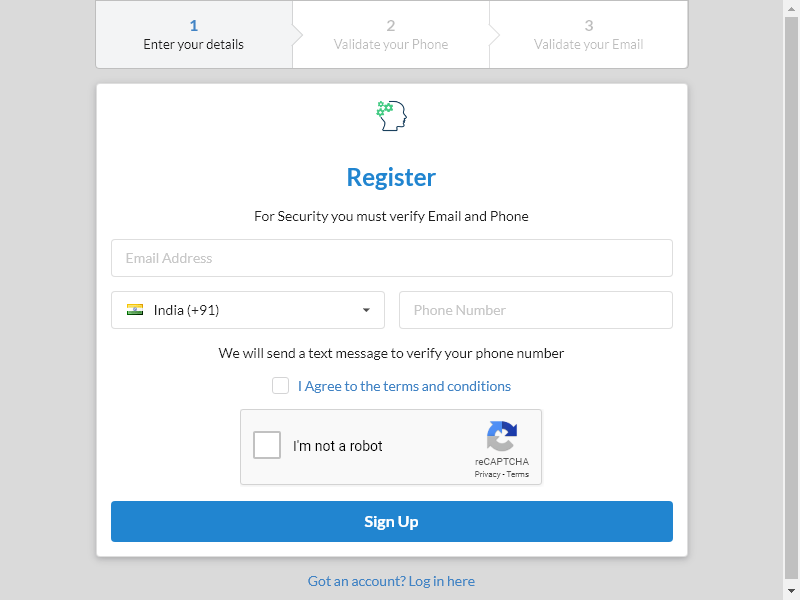 1
Enter your details
2
Validate your Phone
3
Validate your Email
Register
For Security you must verify Email and Phone
Email Address
India (+91)
Phone Number
We will send a text message to verify your phone number
I Agree to the terms and conditions
I'm not a robot
reCAPTCHA
Privacy - Terms
Sign Up
Got an account? Log in here